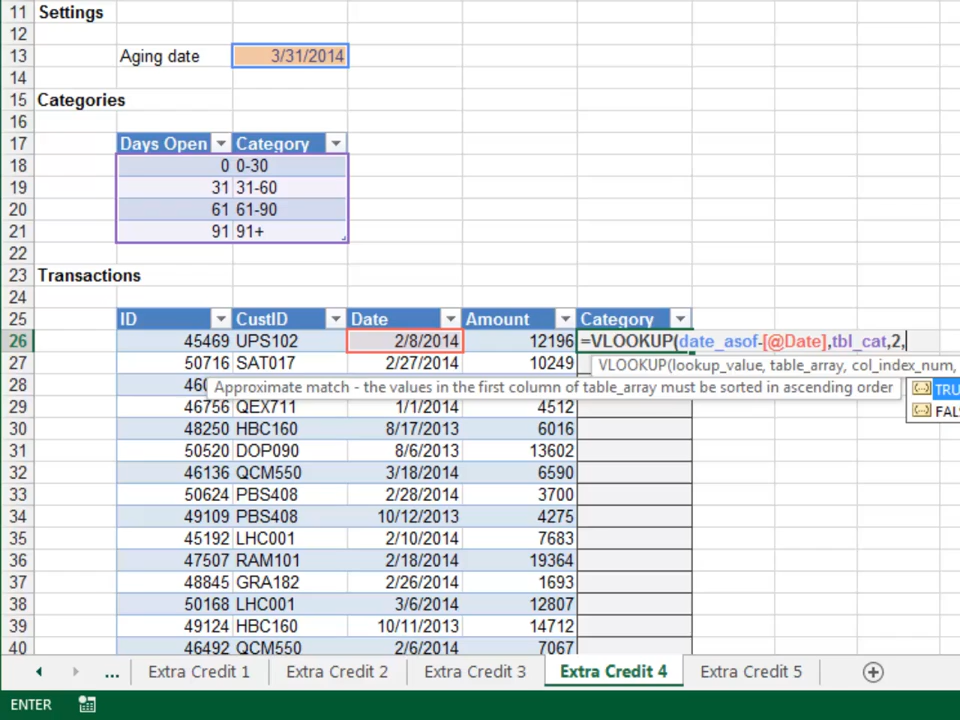 11 Settings
12
13 Aging date 3/31/2014
14
15 Categories
16
17 Days Open Category
18 0 0-30
19 31 31-60
20 61 61-90
21 91 91+
22
23 Transactions
24
25 ID CustID Date Amount Category
26 45469 UPS102 2/8/2014 12196 =VLOOKUP(date_asof-[@Date],tbl_cat,2,
27 50716 SAT017 2/27/2014 10249 VLOOKUP(lookup_value, table_array, col_index_num,
28 460 Approximate match - the values in the first column of table_array must be sorted in ascending order TRU
29 46756 QEX711 1/1/2014 4512 FAL
30 48250 HBC160 8/17/2013 6016
31 50520 DOP090 8/6/2013 13602
32 46136 QCM550 3/18/2014 6590
33 50624 PBS408 2/28/2014 3700
34 49109 PBS408 10/12/2013 4275
35 45192 LHC001 2/10/2014 7683
36 47507 RAM101 2/18/2014 19364
37 48845 GRA182 2/26/2014 1693
38 50168 LHC001 3/6/2014 12807
39 49124 HBC160 10/11/2013 14712
40 46492 QCM550 2/6/2014 7067
... Extra Credit 1 Extra Credit 2 Extra Credit 3 Extra Credit 4 Extra Credit 5
ENTER